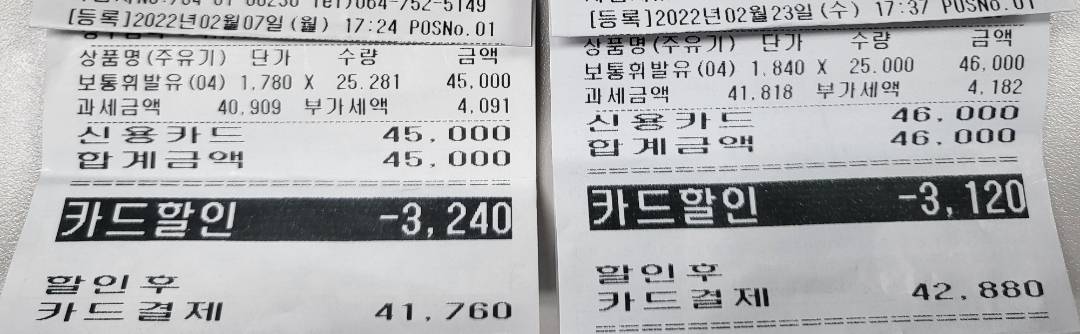 Tel)064-752-5149
[등록]2022년02월07일(월) 17:24 POSNo.01
상품명(주유기) 단가 수량 금액
보통휘발유(04) 1,780 X 25.281 45,000
과세금액 40,909 부가세액 4,091
신용카드 45,000
합계금액 45,000
카드할인 -3,240
할인후
카드결제 41,760
[등록]2022년02월23일(수) 17:37 POSNo.01
상품명(주유기) 단가 수량 금액
보통휘발유(04) 1,840 X 25.000 46,000
과세금액 41,818 부가세액 4,182
신용카드 46,000
합계금액 46,000
카드할인 -3,120
할인후
카드결제 42,880